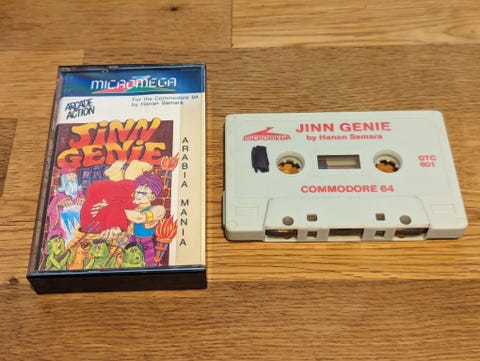 MICROMEGA
For the Commodore 64
by Hanan Samara
ARCADE
ACTION
JINN
GENIE
ARABIA MANIA
MICROMEGA
JINN GENIE
by Hanan Samara
GTC
601
COMMODORE 64